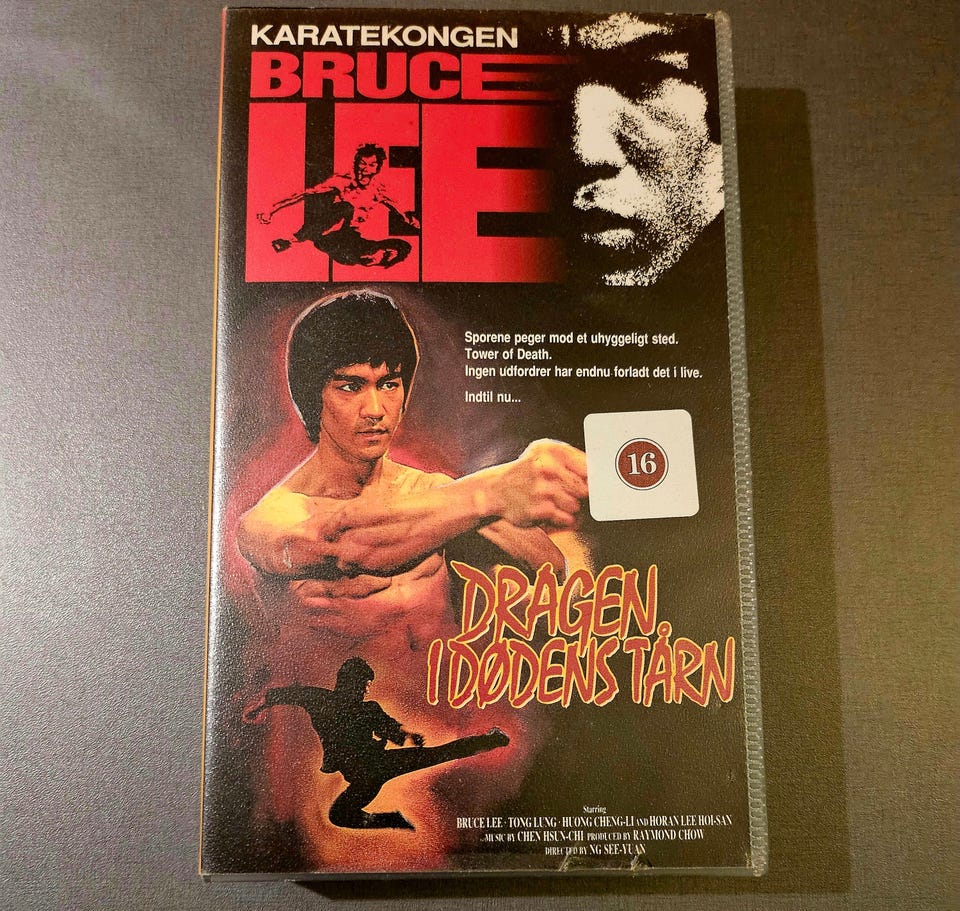 KARATEKONGEN
BRUCE
LEE
Sporene peger mod et uhyggeligt sted.
Tower of Death.
Ingen udfordrer har endnu forladt det i live.
Indtil nu...
16
DRAGEN
I DØDENS TÅRN
Starring
BRUCE LEE · TONG LUNG · HUONG CHENG-LI AND HORAN LEE HOI-SAN
MUSIC BY CHEN HSUN-CHI PRODUCED BY RAYMOND CHOW
DIRECTED BY NG SEE-YUAN